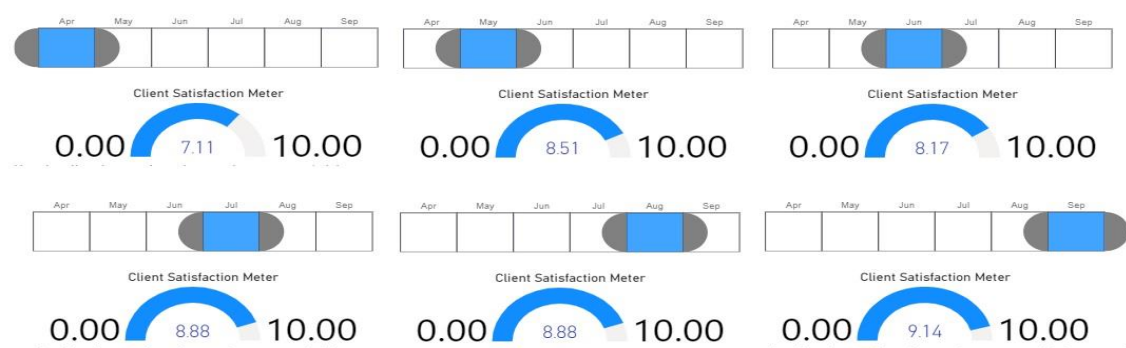 Apr May Jun Jul Aug Sep
Client Satisfaction Meter
0.00 7.11 10.00
Apr May Jun Jul Aug Sep
Client Satisfaction Meter
0.00 8.51 10.00
Apr May Jun Jul Aug Sep
Client Satisfaction Meter
0.00 8.17 10.00
Apr May Jun Jul Aug Sep
Client Satisfaction Meter
0.00 8.88 10.00
Apr May Jun Jul Aug Sep
Client Satisfaction Meter
0.00 8.88 10.00
Apr May Jun Jul Aug Sep
Client Satisfaction Meter
0.00 9.14 10.00